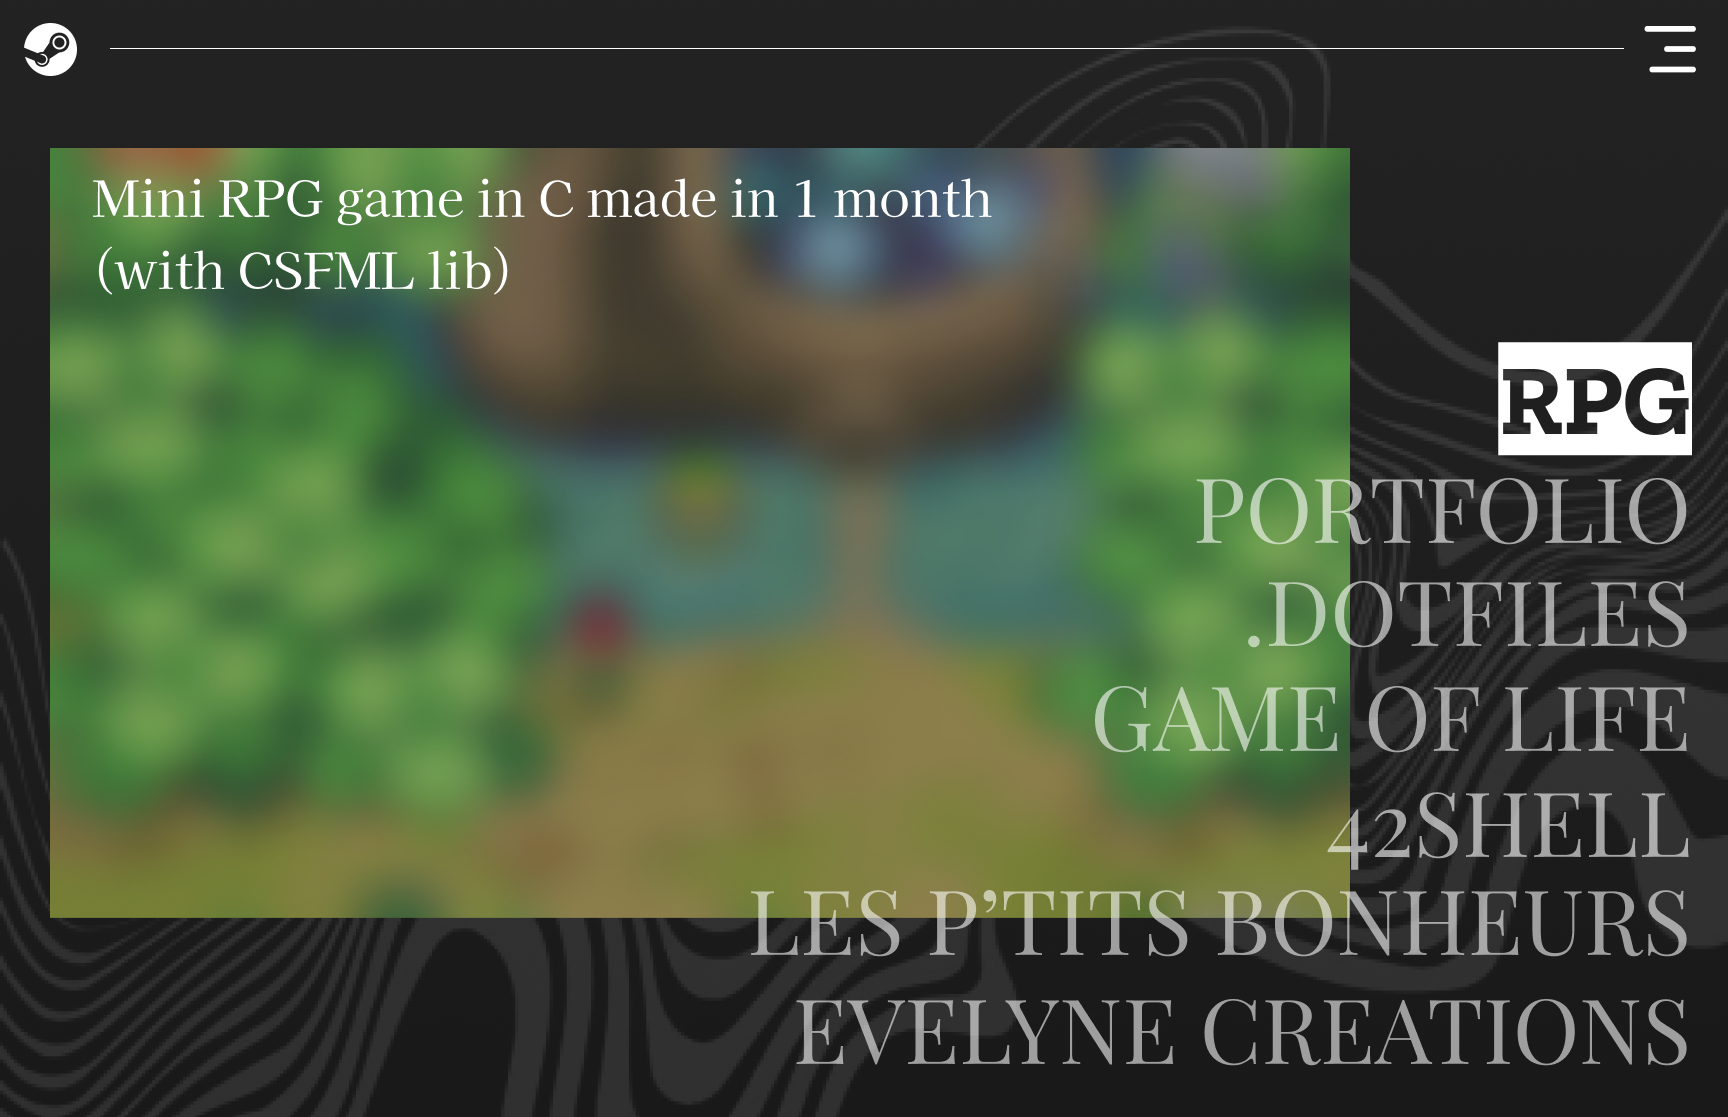 Mini RPG game in C made in 1 month
(with CSFML lib)
RPG
PORTFOLIO
.DOTFILES
GAME OF LIFE
42SHELL
LES P’TITS BONHEURS
EVELYNE CREATIONS